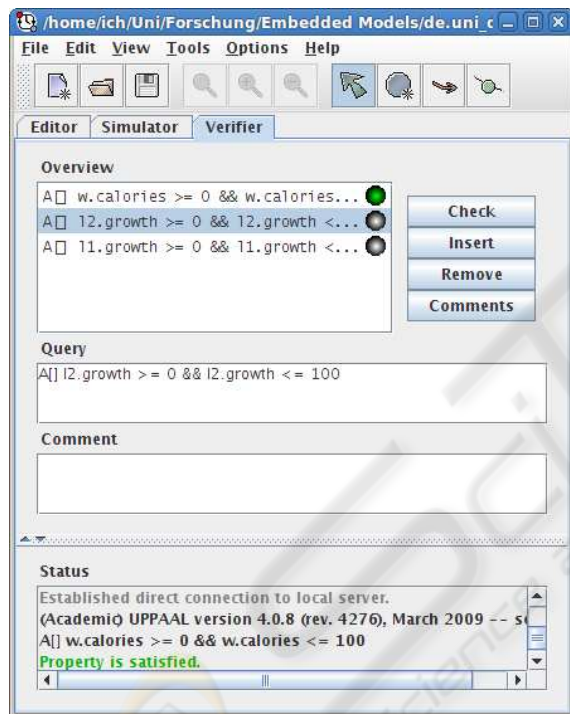 /home/ich/Uni/Forschung/Embedded Models/de.uni_
File Edit View Tools Options Help
Editor Simulator Verifier
Overview
A[] w.calories >= 0 && w.calories...
A[] l2.growth >= 0 && l2.growth <...
A[] l1.growth >= 0 && l1.growth <...
Check
Insert
Remove
Comments
Query
A[] l2.growth >= 0 && l2.growth <= 100
Comment
Status
Established direct connection to local server.
(Academic) UPPAAL version 4.0.8 (rev. 4276), March 2009 -- s
A[] w.calories >= 0 && w.calories <= 100
Property is satisfied.